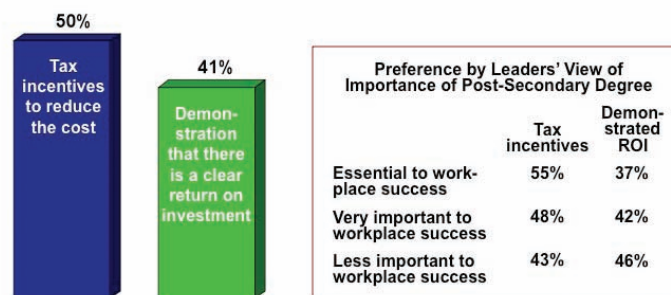 50%
Tax
incentives
to reduce
the cost
41%
Demon-
stration
that there
is a clear
return on
investment
Preference by Leaders’ View of
Importance of Post-Secondary Degree
Tax
incentives
Demon-
strated
ROI
Essential to work-
place success
55% 37%
Very important to
workplace success
48% 42%
Less important to
workplace success
43% 46%